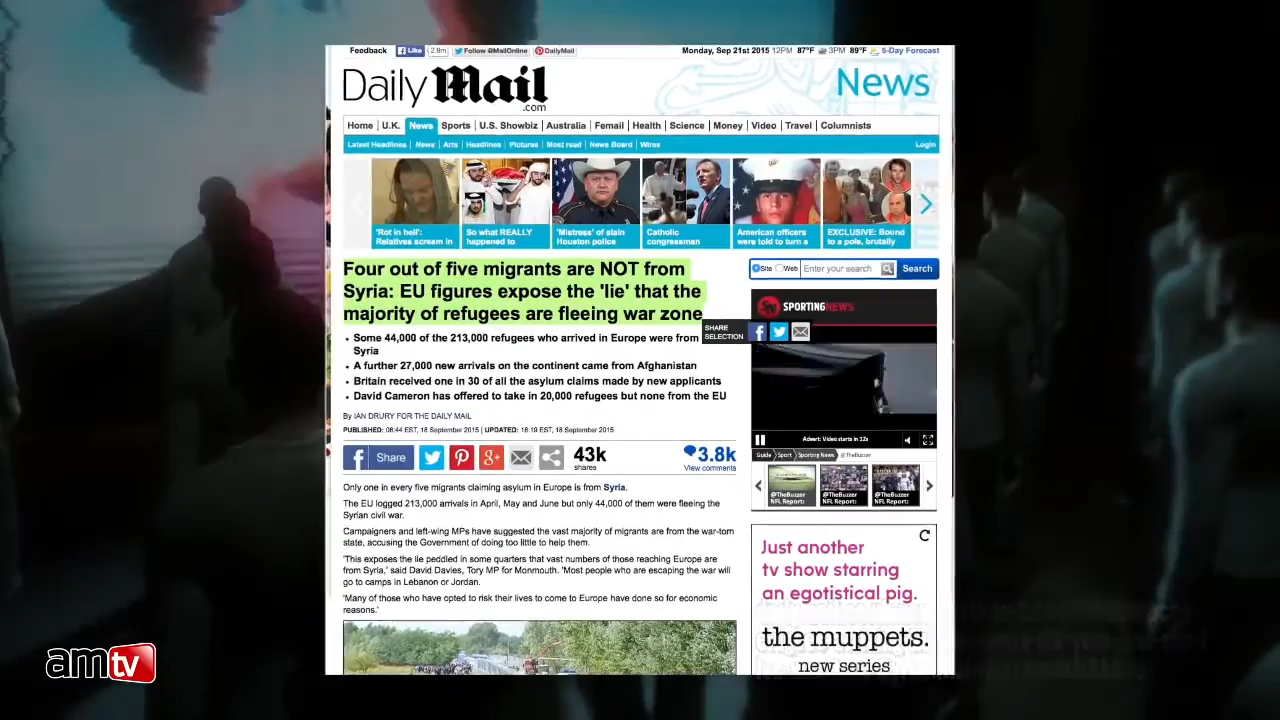 Feedback Like 2.9m Follow @MailOnline DailyMail
Monday, Sep 21st 2015 12PM 87°F 3PM 89°F 5-Day Forecast
Daily Mail
.com
News
Home U.K. News Sports U.S. Showbiz Australia Femail Health Science Money Video Travel Columnists
Latest Headlines News Arts Headlines Pictures Most read News Board Wires Login
'Rot in hell':
Relatives scream in
So what REALLY
happened to
'Mistress' of slain
Houston police
Catholic
congressman
American officers
were told to turn a
EXCLUSIVE: Bound
to a pole, brutally
Four out of five migrants are NOT from
Syria: EU figures expose the 'lie' that the
majority of refugees are fleeing war zone
SHARE
SELECTION
Some 44,000 of the 213,000 refugees who arrived in Europe were from
Syria
A further 27,000 new arrivals on the continent came from Afghanistan
Britain received one in 30 of all the asylum claims made by new applicants
David Cameron has offered to take in 20,000 refugees but none from the EU
By IAN DRURY FOR THE DAILY MAIL
PUBLISHED: 08:44 EST, 18 September 2015 | UPDATED: 18:19 EST, 18 September 2015
Share
43k
shares
3.8k
View comments
Only one in every five migrants claiming asylum in Europe is from Syria.
The EU logged 213,000 arrivals in April, May and June but only 44,000 of them were fleeing the
Syrian civil war.
Campaigners and left-wing MPs have suggested the vast majority of migrants are from the war-torn
state, accusing the Government of doing too little to help them.
'This exposes the lie peddled in some quarters that vast numbers of those reaching Europe are
from Syria,' said David Davies, Tory MP for Monmouth. 'Most people who are escaping the war will
go to camps in Lebanon or Jordan.
'Many of those who have opted to risk their lives to come to Europe have done so for economic
reasons.'
Site Web Enter your search Search
SPORTINGNEWS
Advert: Video starts in 12s
Guide Sport Sporting News @TheBuzzer
@TheBuzzer
NFL Report:
@TheBuzzer
NFL Report:
@TheBuzzer
NFL Report:
Just another
tv show starring
an egotistical pig.
the muppets.
new series
amtv